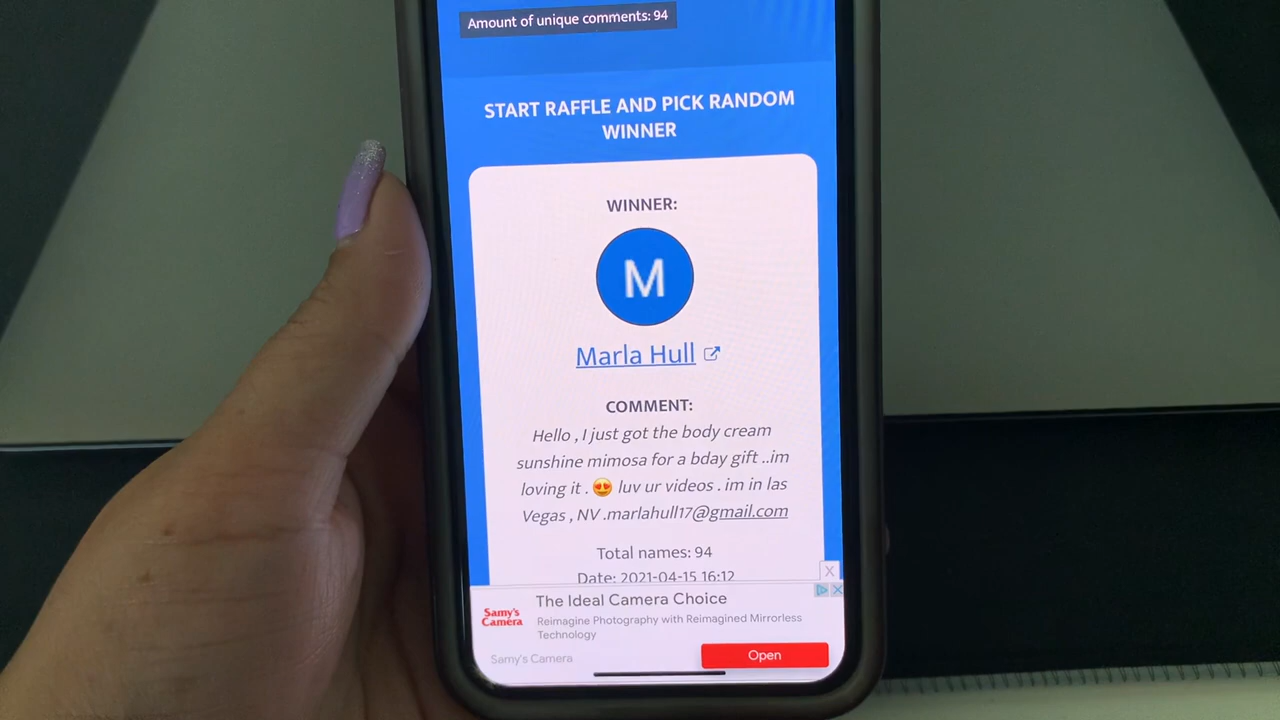 Amount of unique comments: 94
START RAFFLE AND PICK RANDOM
WINNER
WINNER:
M
Marla Hull
COMMENT:
Hello , I just got the body cream
sunshine mimosa for a bday gift ..im
loving it . 😍 luv ur videos . im in las
Vegas , NV .marlahull17@gmail.com
Total names: 94
Date: 2021-04-15 16:12
X
The Ideal Camera Choice
Samy's
Camera
Reimagine Photography with Reimagined Mirrorless
Technology
Samy's Camera
Open